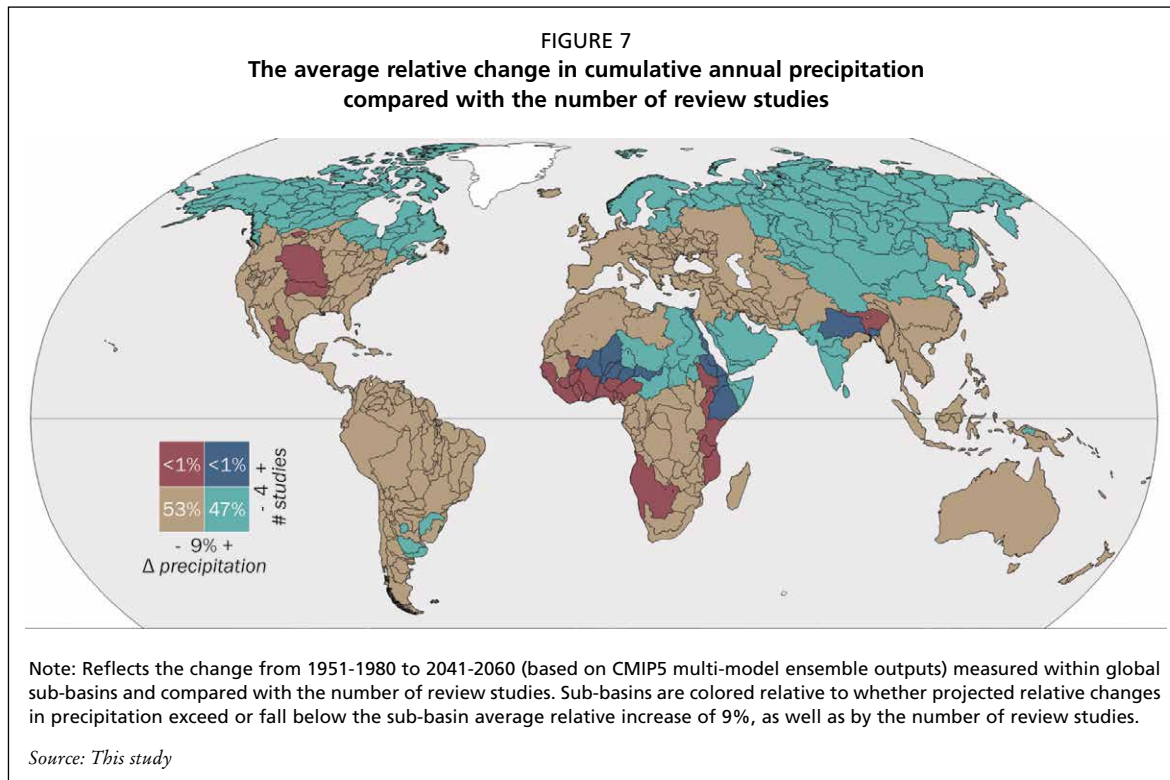 FIGURE 7
The average relative change in cumulative annual precipitation
compared with the number of review studies
<1% <1%
53% 47%
- 4 +
# studies
- 9% +
Δ precipitation
Note: Reflects the change from 1951-1980 to 2041-2060 (based on CMIP5 multi-model ensemble outputs) measured within global
sub-basins and compared with the number of review studies. Sub-basins are colored relative to whether projected relative changes
in precipitation exceed or fall below the sub-basin average relative increase of 9%, as well as by the number of review studies.
Source: This study